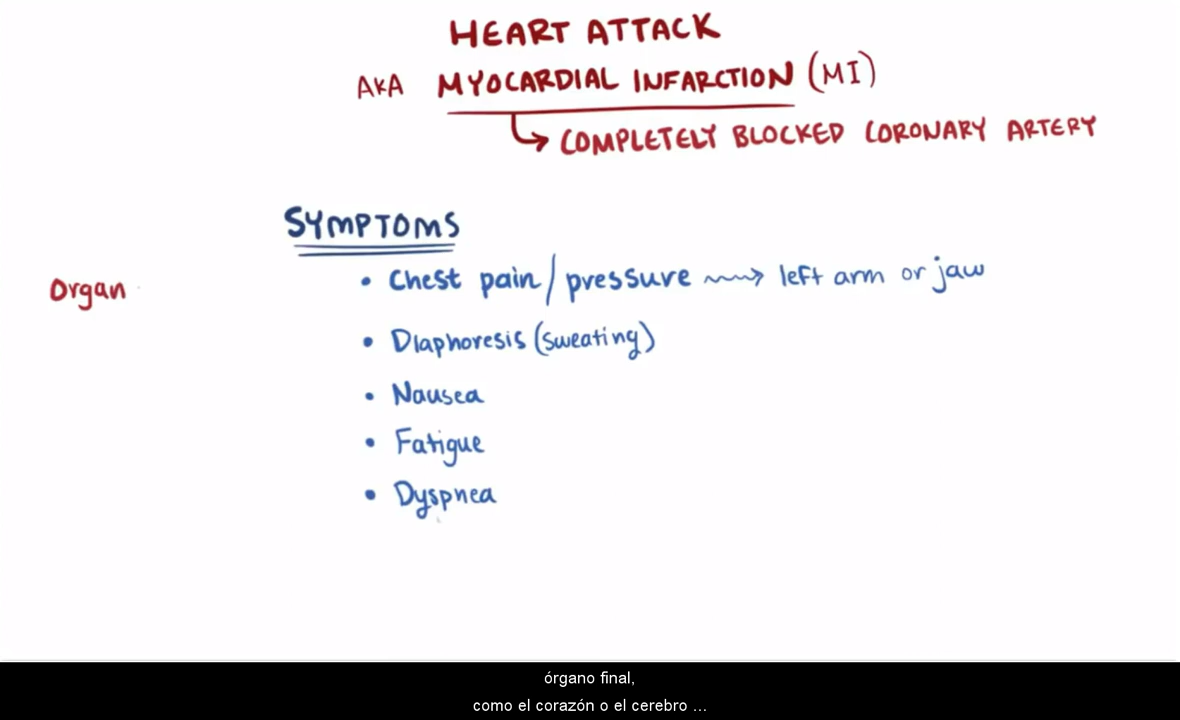 HEART ATTACK
AKA MYOCARDIAL INFARCTION (MI)
COMPLETELY BLOCKED CORONARY ARTERY
SYMPTOMS
• Chest pain/pressure → left arm or jaw
Organ
• Diaphoresis (sweating)
• Nausea
• Fatigue
• Dyspnea
órgano final,
como el corazón o el cerebro ...